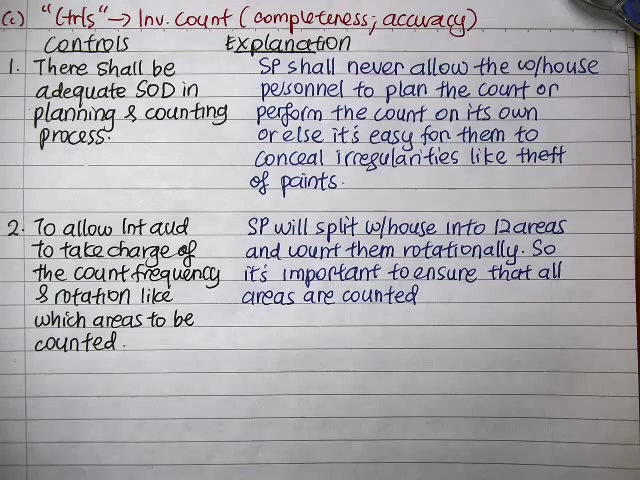 (c) "Ctrls" → Inv. count (completeness; accuracy)
Controls Explanation
1. There shall be
adequate SOD in
planning & counting
process.
SP shall never allow the w/house
personnel to plan the count or
perform the count on its own
or else it's easy for them to
conceal irregularities like theft
of paints.
2. To allow Int aud
to take charge of
the count frequency
& rotation like
which areas to be
counted.
SP will split w/house into 12 areas
and count them rotationally. So
it's important to ensure that all
areas are counted